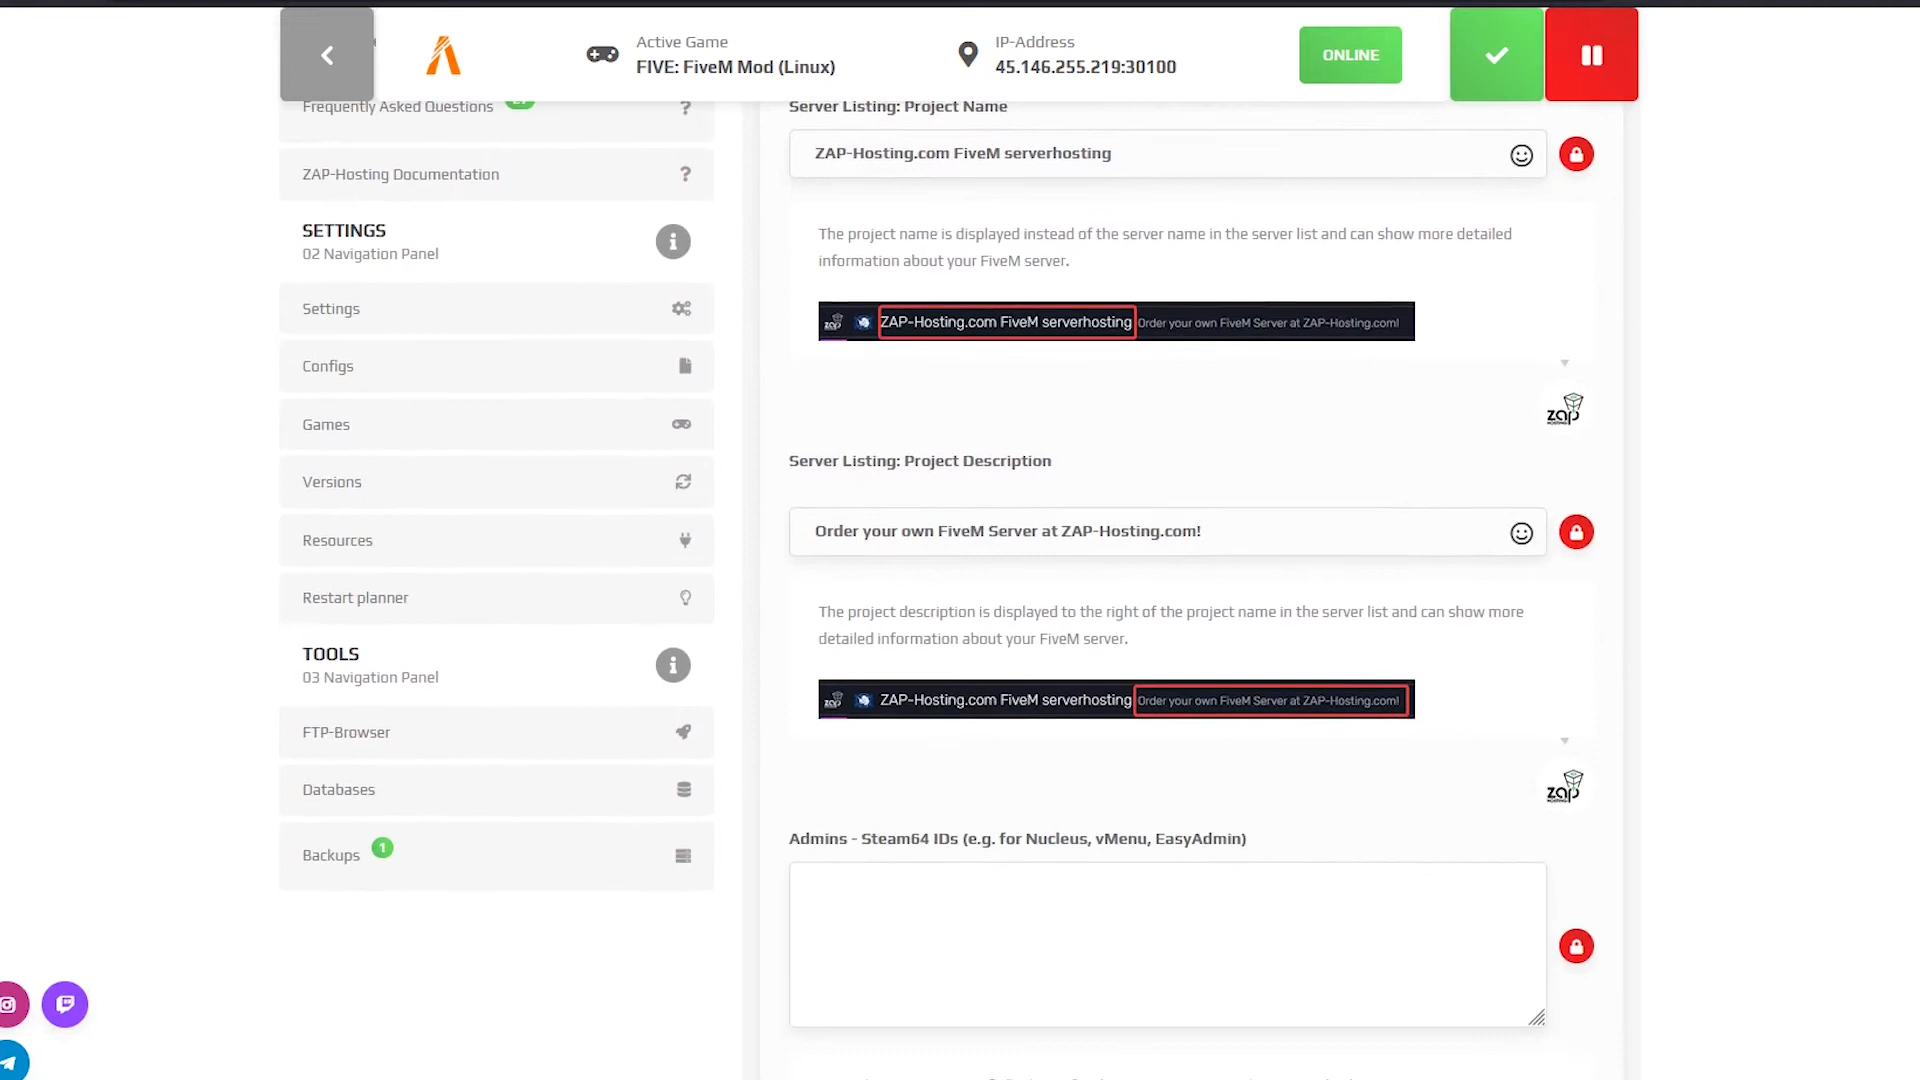 Active Game
FIVE: FiveM Mod (Linux)
IP-Address
45.146.255.219:30100
ONLINE
Frequently Asked Questions
?
ZAP-Hosting Documentation
?
SETTINGS
02 Navigation Panel
Settings
Configs
Games
Versions
Resources
Restart planner
TOOLS
03 Navigation Panel
FTP-Browser
Databases
Backups
1
Server Listing: Project Name
ZAP-Hosting.com FiveM serverhosting
The project name is displayed instead of the server name in the server list and can show more detailed
information about your FiveM server.
zap ZAP-Hosting.com FiveM serverhosting Order your own FiveM Server at ZAP-Hosting.com!
zap
HOSTING
Server Listing: Project Description
Order your own FiveM Server at ZAP-Hosting.com!
The project description is displayed to the right of the project name in the server list and can show more
detailed information about your FiveM server.
zap ZAP-Hosting.com FiveM serverhosting Order your own FiveM Server at ZAP-Hosting.com!
zap
HOSTING
Admins - Steam64 IDs (e.g. for Nucleus, vMenu, EasyAdmin)